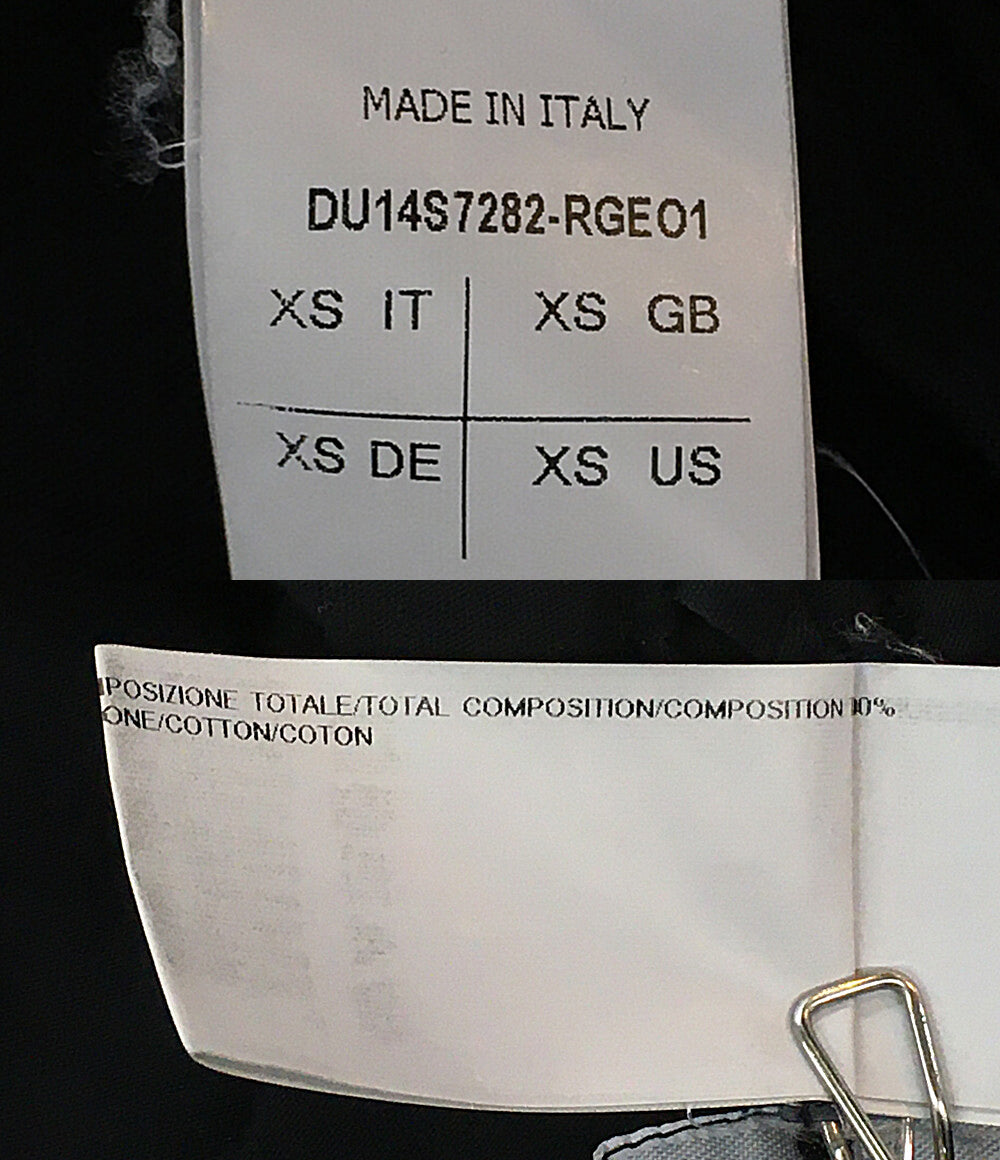 MADE IN ITALY
DU14S7282-RGE01
XS IT XS GB
XS DE XS US
POSIZIONE TOTALE/TOTAL COMPOSITION/COMPOSITION 00%
ONE/COTTON/COTON